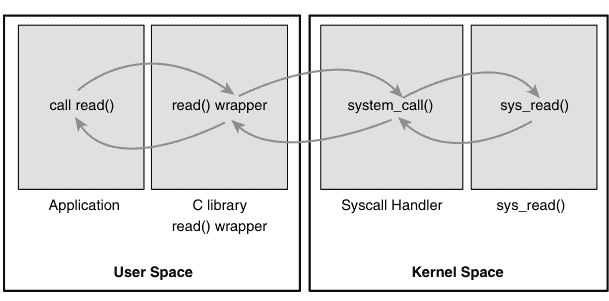 call read()
read() wrapper
system_call()
sys_read()
Application
C library
read() wrapper
Syscall Handler
sys_read()
User Space
Kernel Space